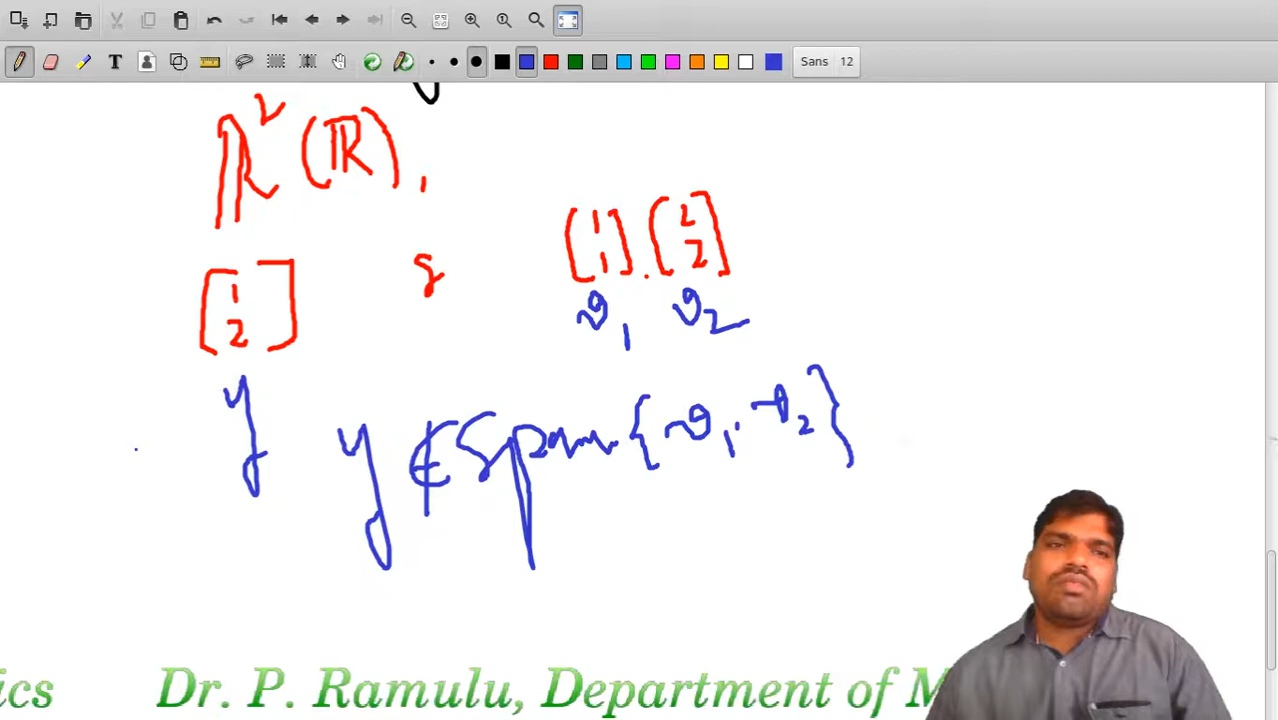 Sans 12
ℝ² (ℝ),
[1 1] . [2 2]
[1 2]
v₁ v₂
y
y ∉ Span {v₁, v₂}
ics Dr. P. Ramulu, Department of M